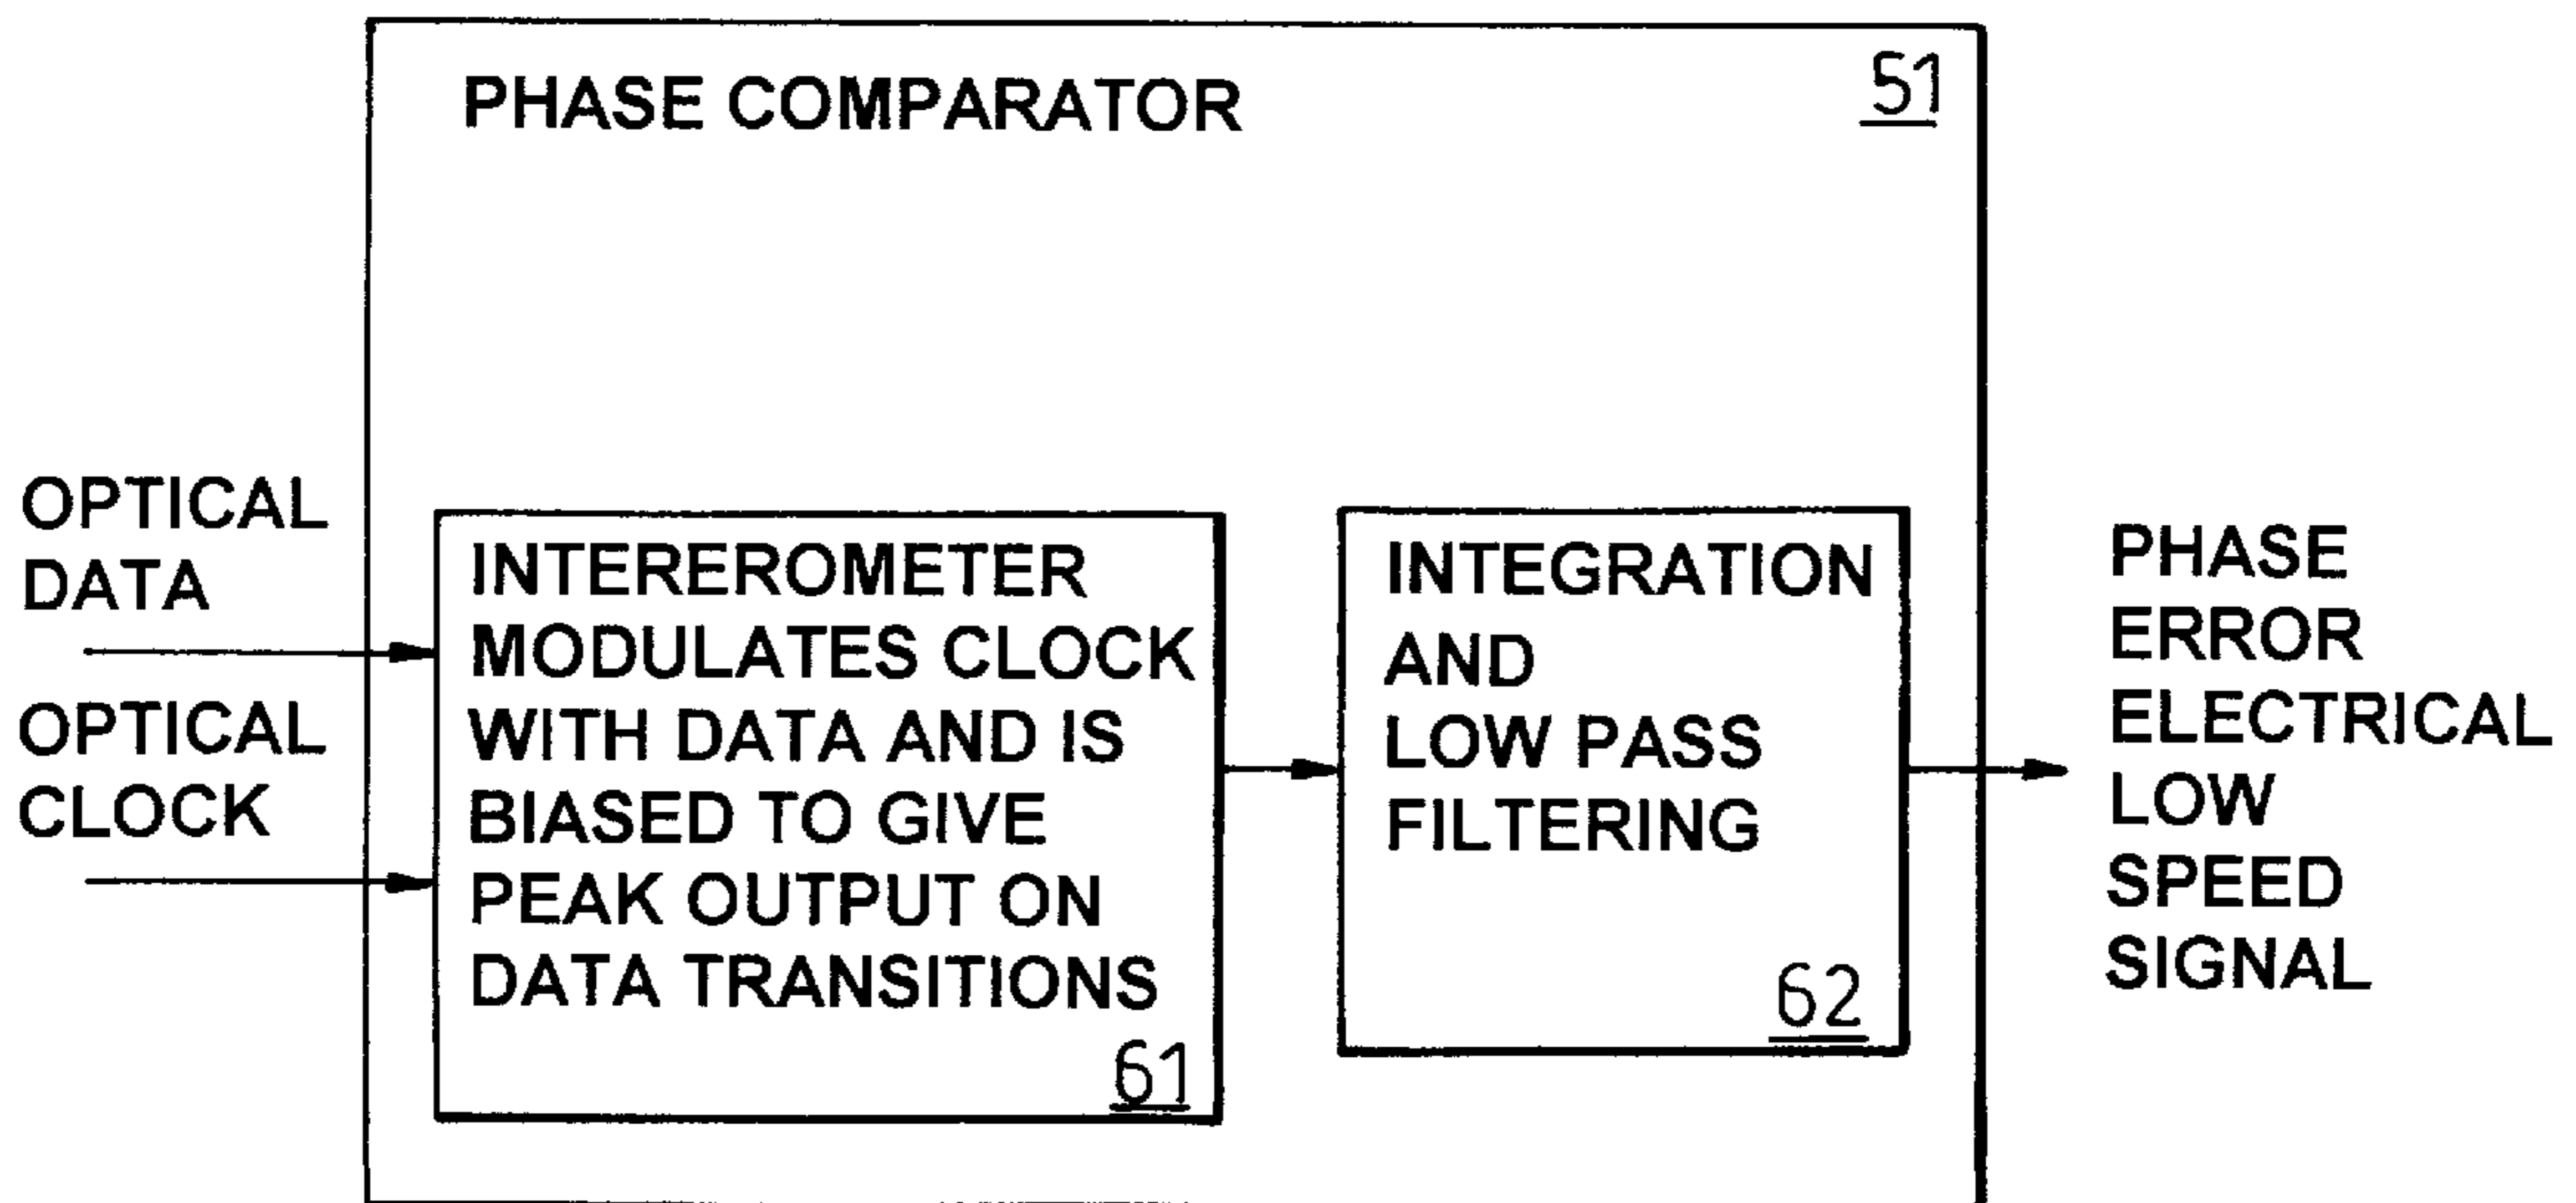 PHASE COMPARATOR
51
OPTICAL
DATA
OPTICAL
CLOCK
INTEREROMETER
MODULATES CLOCK
WITH DATA AND IS
BIASED TO GIVE
PEAK OUTPUT ON
DATA TRANSITIONS
61
INTEGRATION
AND
LOW PASS
FILTERING
62
PHASE
ERROR
ELECTRICAL
LOW
SPEED
SIGNAL